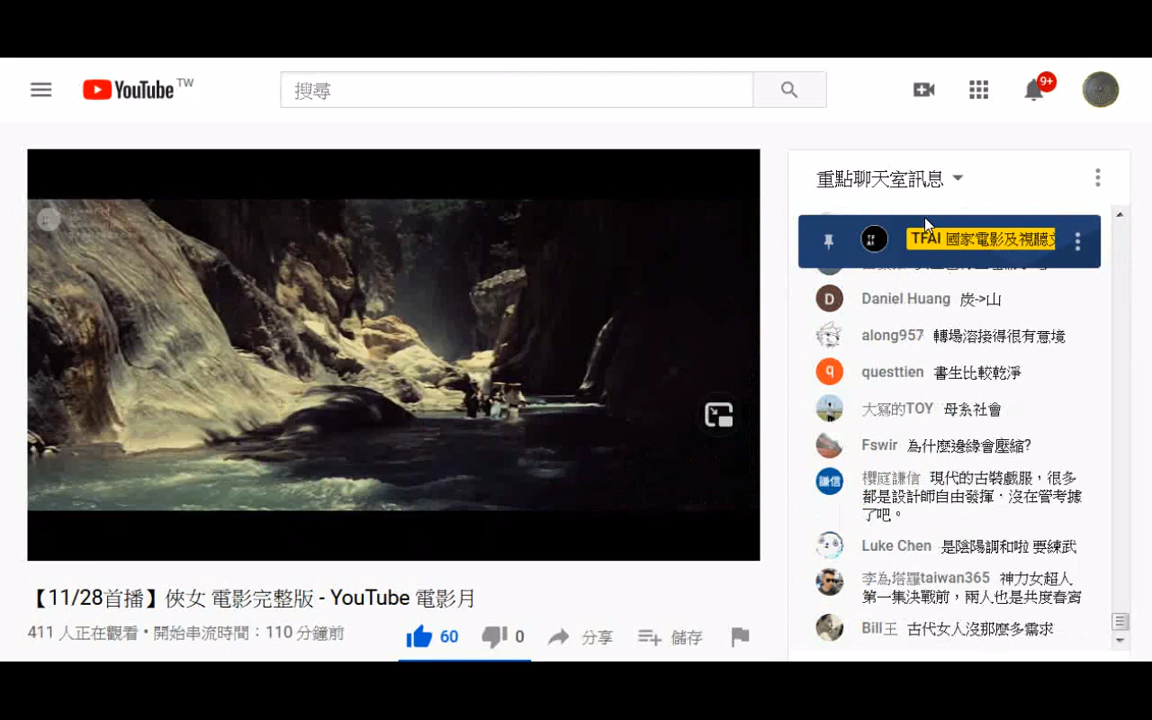 YouTube TW
搜尋
9+
重點聊天室訊息
TFAI 國家電影及視聽文
D
Daniel Huang 炭->山
along957 轉場溶接得很有意境
q
questtien 書生比較乾淨
大寫的TOY 母系社會
Fswir 為什麼邊緣會壓縮?
謙信
櫻庭謙信 現代的古裝戲服，很多
都是設計師自由發揮，沒在管考據
了吧。
Luke Chen 是陰陽調和啦 要練武
李為塔羅taiwan365 神力女超人
第一集決戰前，兩人也是共度春宵
Bill王 古代女人沒那麼多需求
【11/28首播】俠女 電影完整版 - YouTube 電影月
411 人正在觀看 • 開始串流時間：110 分鐘前
60
0
分享
儲存